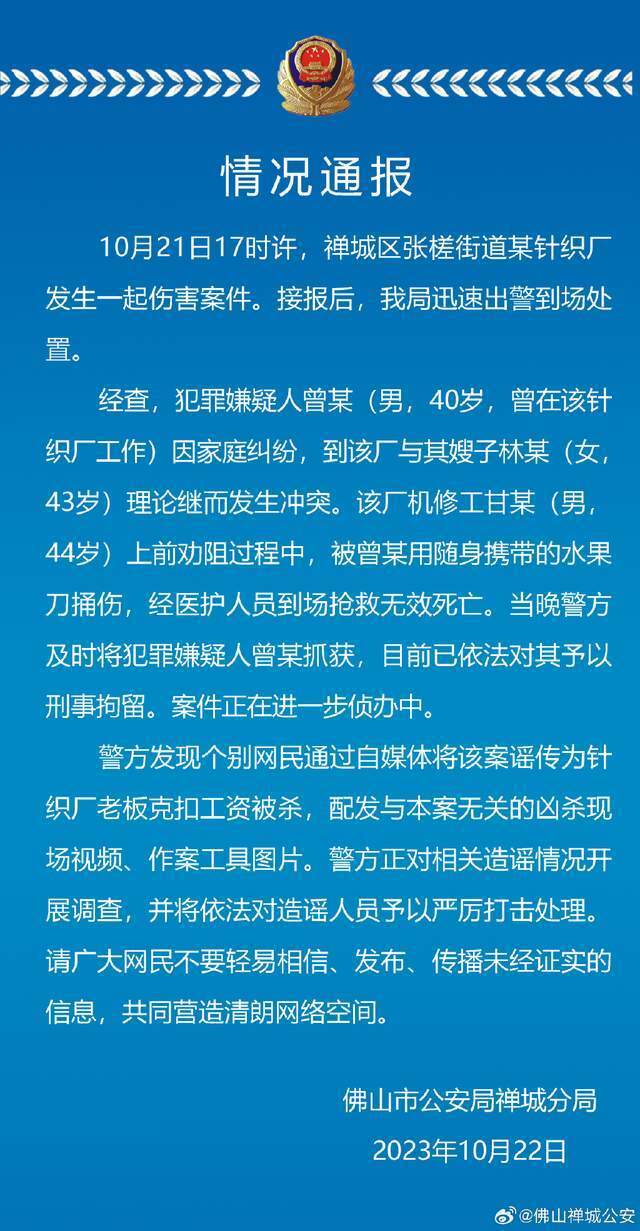 情况通报
10月21日17时许，禅城区张槎街道某针织厂
发生一起伤害案件。接报后，我局迅速出警到场处
置。
经查，犯罪嫌疑人曾某（男，40岁，曾在该针
织厂工作）因家庭纠纷，到该厂与其嫂子林某（女，
43岁）理论继而发生冲突。该厂机修工甘某（男，
44岁）上前劝阻过程中，被曾某用随身携带的水果
刀捅伤，经医护人员到场抢救无效死亡。当晚警方
及时将犯罪嫌疑人曾某抓获，目前已依法对其予以
刑事拘留。案件正在进一步侦办中。
警方发现个别网民通过自媒体将该案谣传为针
织厂老板克扣工资被杀，配发与本案无关的凶杀现
场视频、作案工具图片。警方正对相关造谣情况开
展调查，并将依法对造谣人员予以严厉打击处理。
请广大网民不要轻易相信、发布、传播未经证实的
信息，共同营造清朗网络空间。
佛山市公安局禅城分局
2023年10月22日
@佛山禅城公安